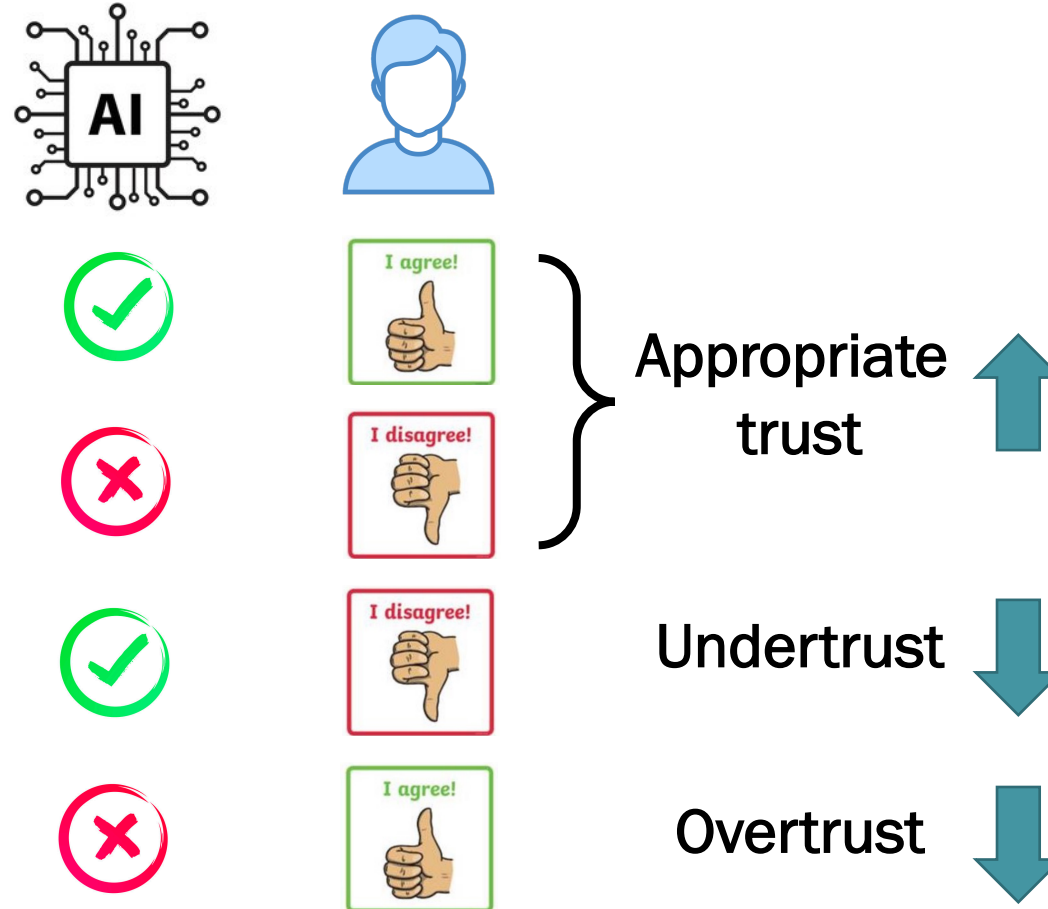 AI
I agree!
I disagree!
Appropriate
trust
I disagree!
Undertrust
I agree!
Overtrust